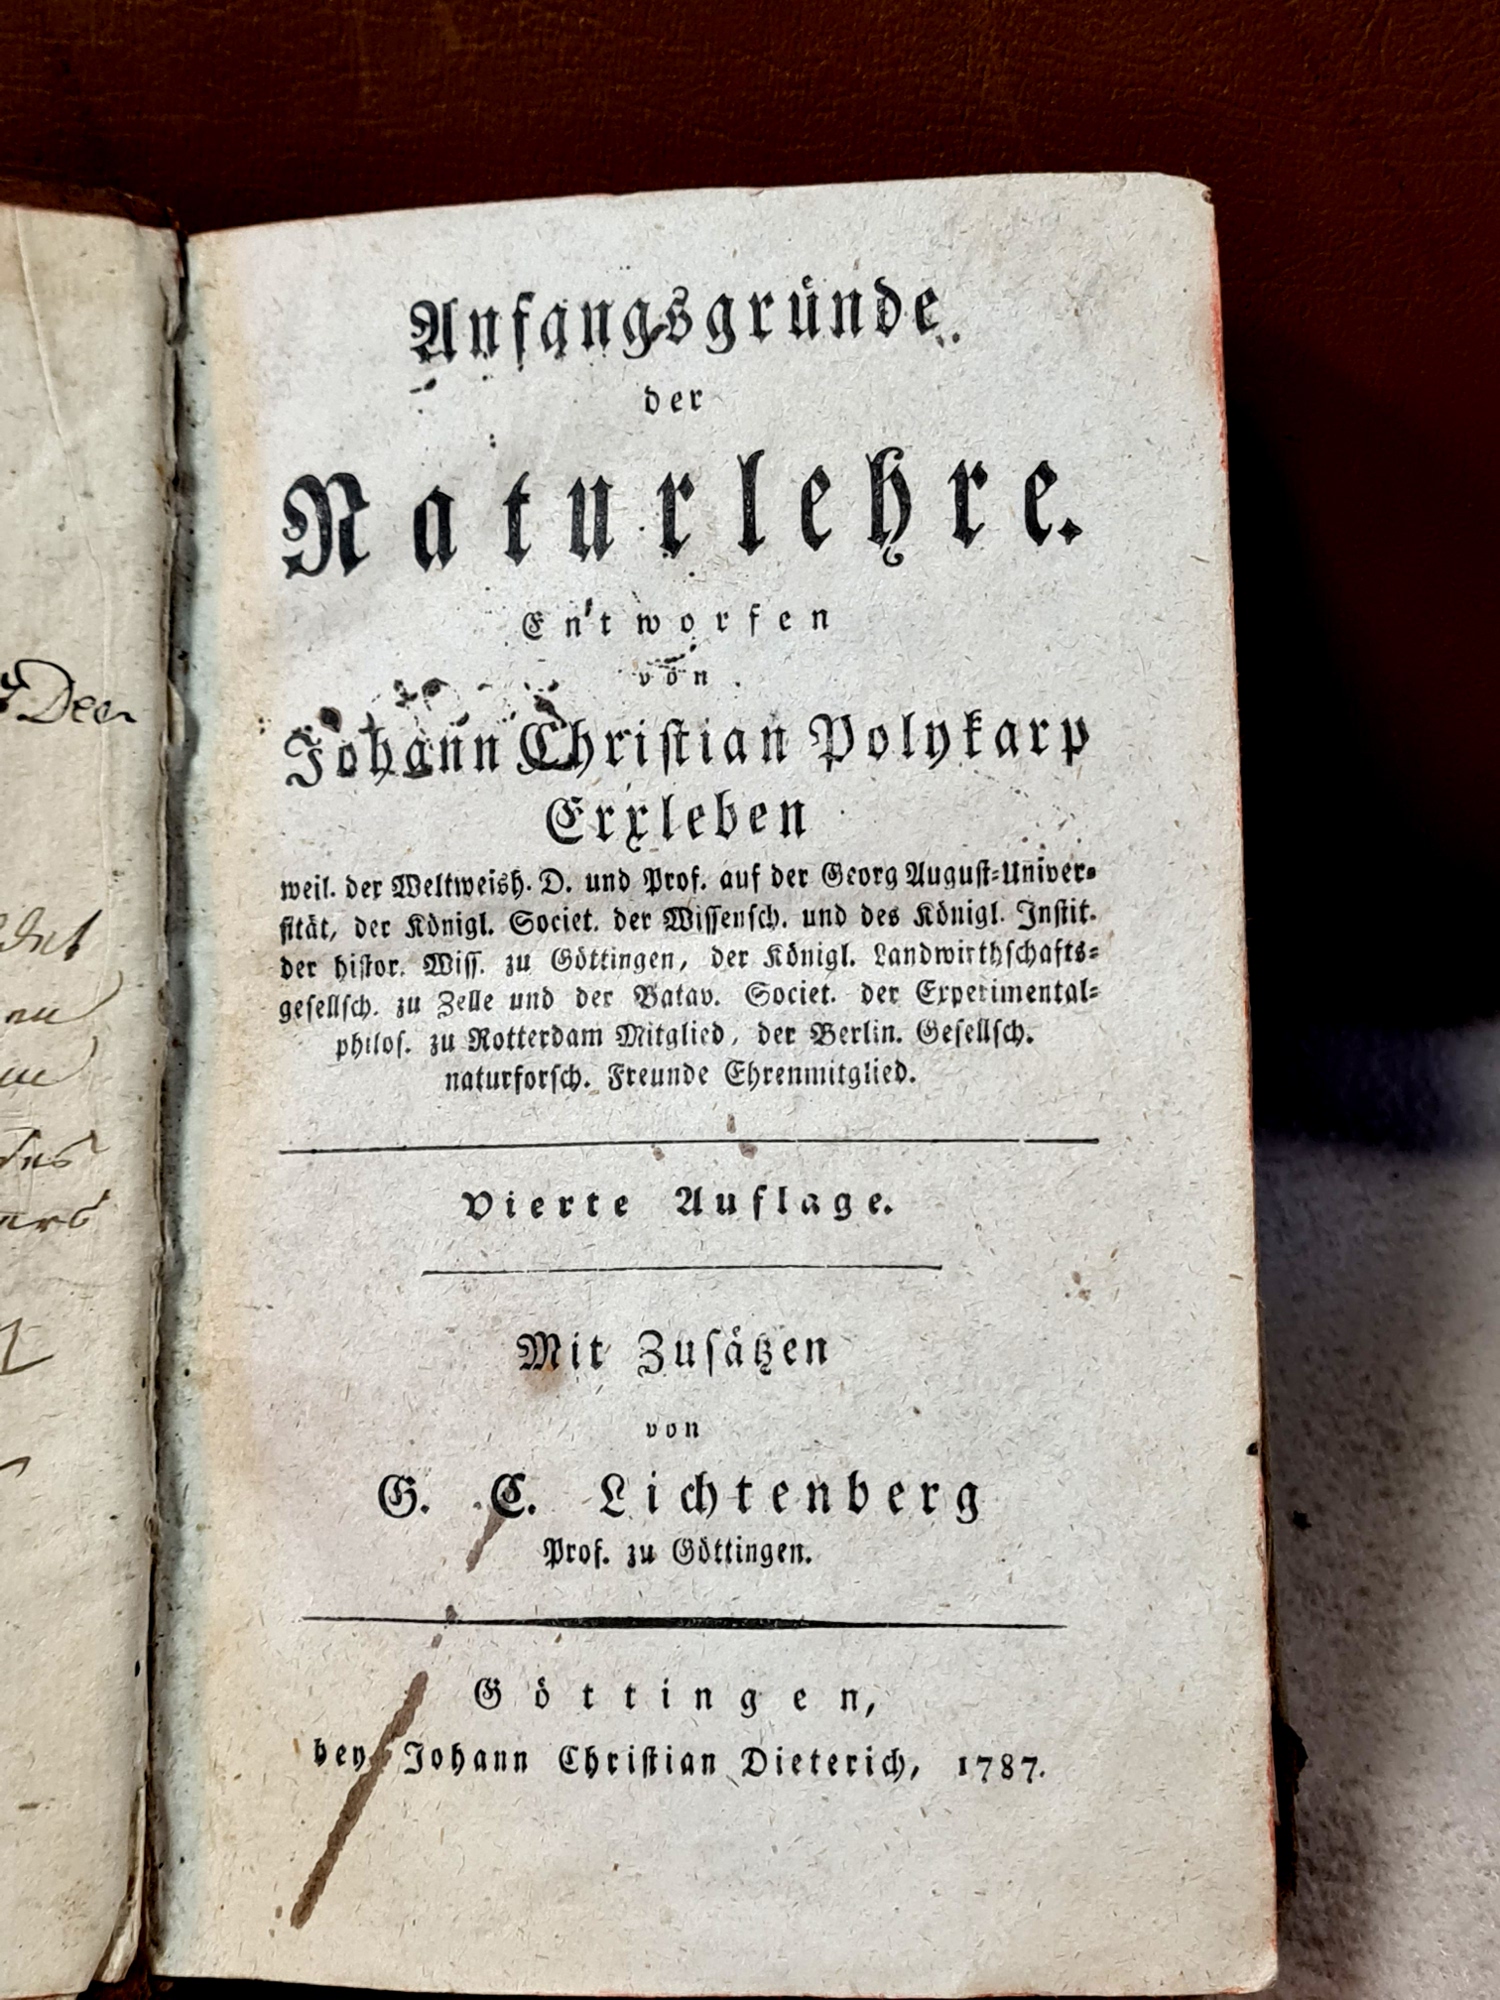 Deen
Anfangsgründe
der
Naturlehre.
Entworfen
von
Johann Christian Polykarp
Erxleben
weil. der Weltweish. D. und Prof. auf der Georg August-Univer-
sität, der Königl. Societ. der Wissensch. und des Königl. Instit.
der histor. Wiss. zu Göttingen, der Königl. Landwirthschafts-
gesellsch. zu Zelle und der Batav. Societ. der Experimental-
philos. zu Rotterdam Mitglied, der Berlin. Gesellsch.
naturforsch. Freunde Ehrenmitglied.
Vierte Auflage.
Mit Zusätzen
von
G. C. Lichtenberg
Prof. zu Göttingen.
Göttingen,
bey Johann Christian Dieterich, 1787.